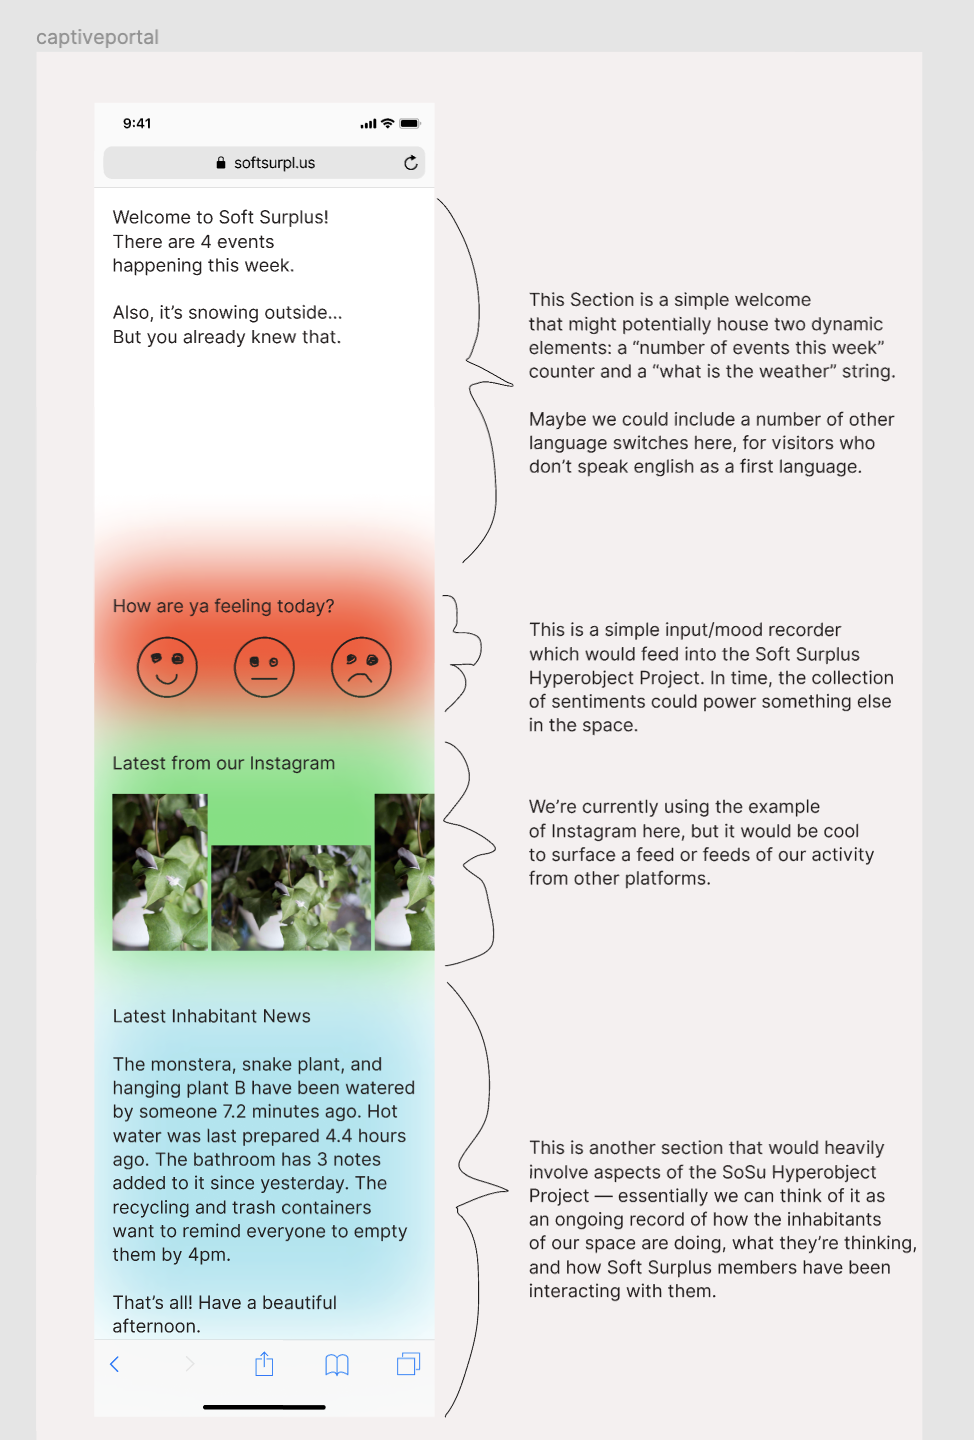 captiveportal
9:41
softsurpl.us
Welcome to Soft Surplus!
There are 4 events
happening this week.
Also, it’s snowing outside...
But you already knew that.
This Section is a simple welcome
that might potentially house two dynamic
elements: a “number of events this week”
counter and a “what is the weather” string.
Maybe we could include a number of other
language switches here, for visitors who
don’t speak english as a first language.
How are ya feeling today?
This is a simple input/mood recorder
which would feed into the Soft Surplus
Hyperobject Project. In time, the collection
of sentiments could power something else
in the space.
Latest from our Instagram
We’re currently using the example
of Instagram here, but it would be cool
to surface a feed or feeds of our activity
from other platforms.
Latest Inhabitant News
The monstera, snake plant, and
hanging plant B have been watered
by someone 7.2 minutes ago. Hot
water was last prepared 4.4 hours
ago. The bathroom has 3 notes
added to it since yesterday. The
recycling and trash containers
want to remind everyone to empty
them by 4pm.
That’s all! Have a beautiful
afternoon.
This is another section that would heavily
involve aspects of the SoSu Hyperobject
Project — essentially we can think of it as
an ongoing record of how the inhabitants
of our space are doing, what they’re thinking,
and how Soft Surplus members have been
interacting with them.